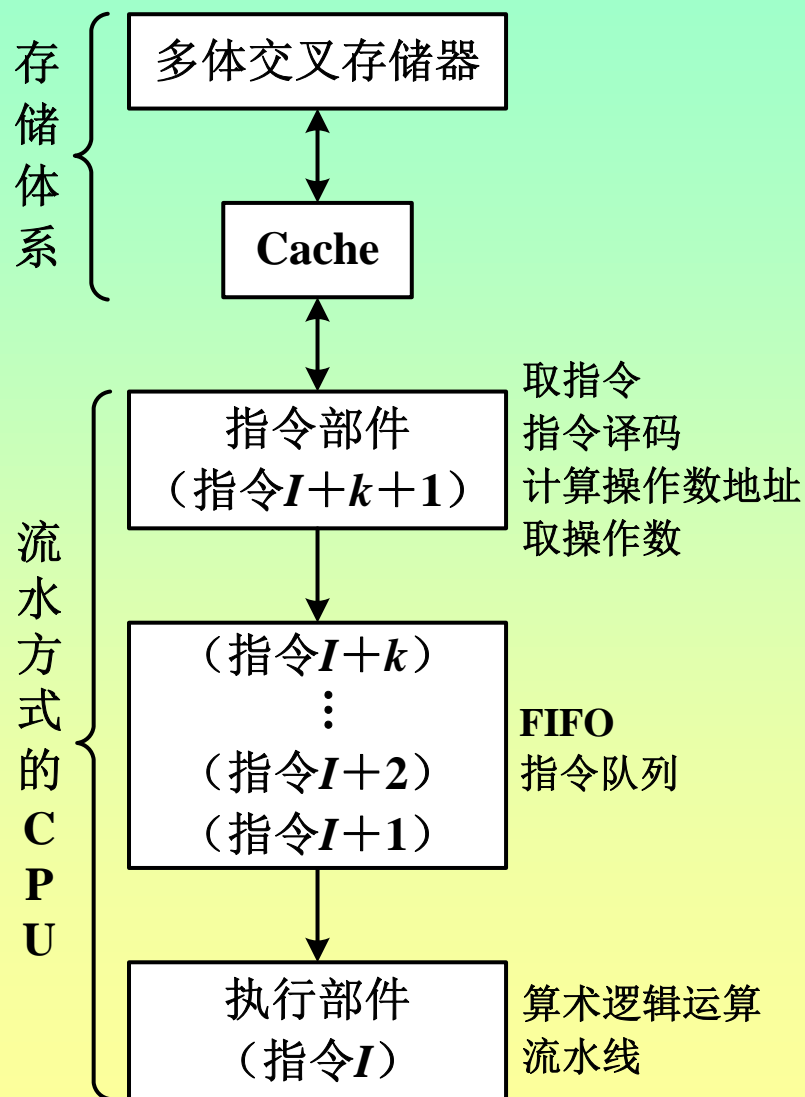 存储体系
多体交叉存储器
Cache
流水方式的CPU
指令部件
（指令I＋k＋1）
取指令
指令译码
计算操作数地址
取操作数
（指令I＋k）
⋮
（指令I＋2）
（指令I＋1）
FIFO
指令队列
执行部件
（指令I）
算术逻辑运算
流水线